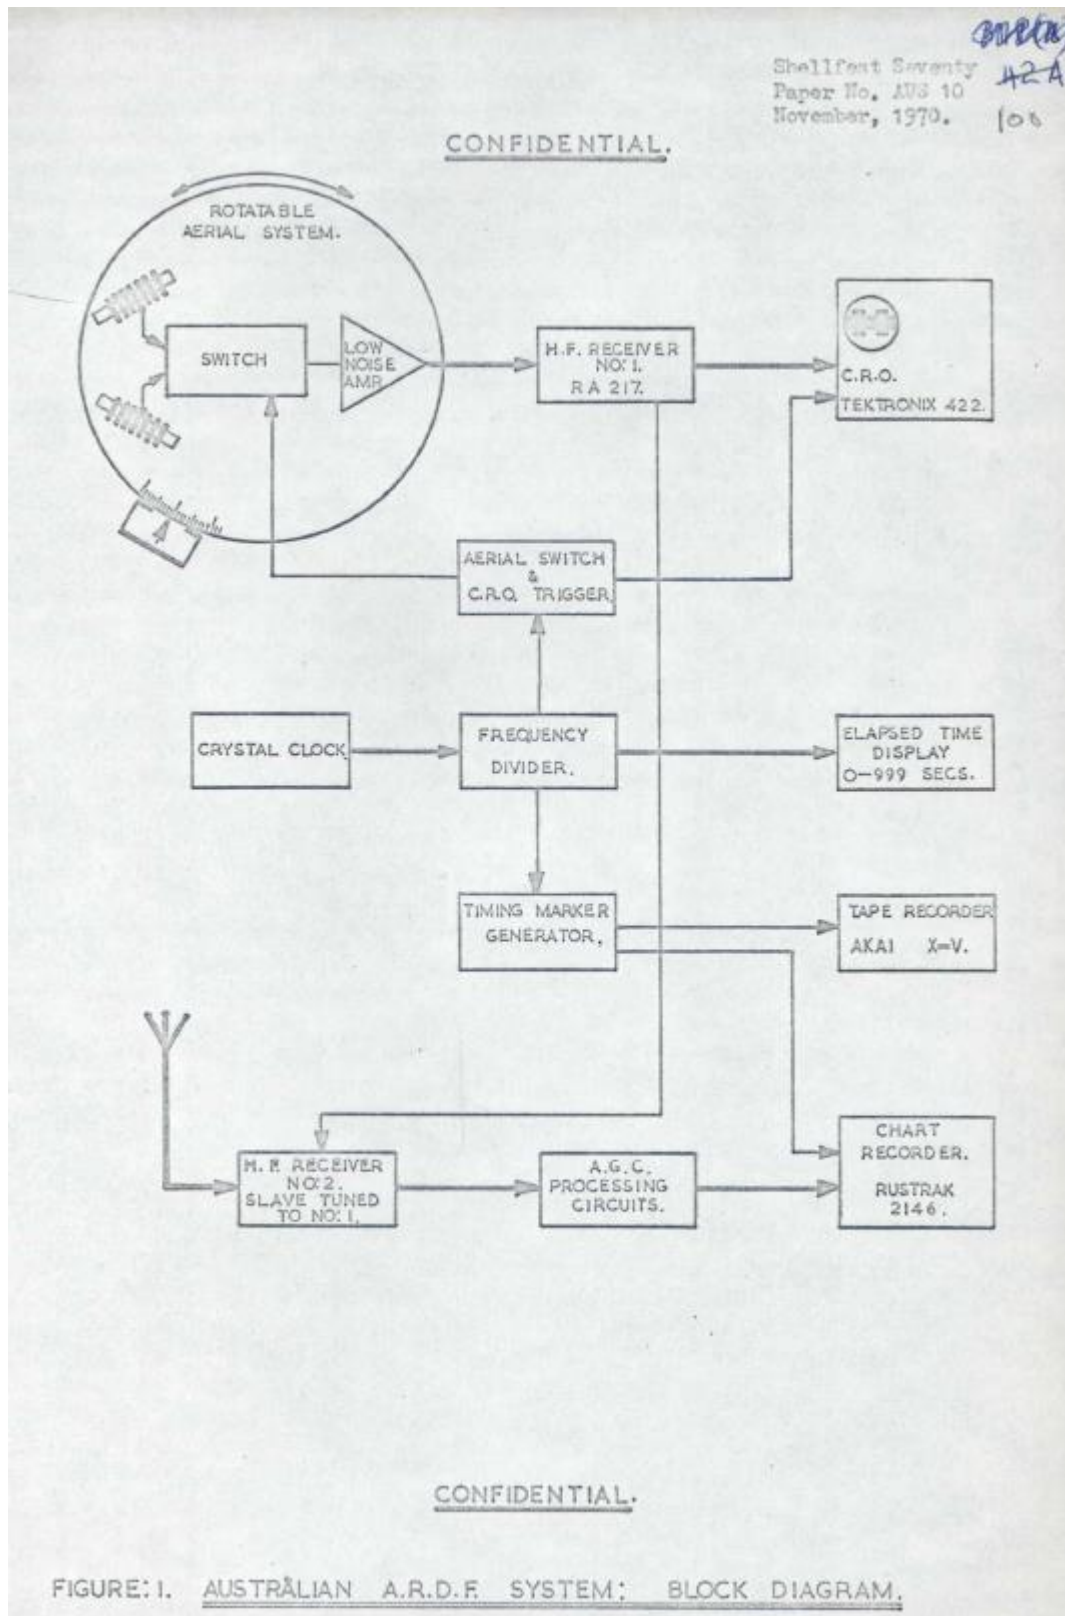 Shellfest Seventy
Paper No. AVS 10
November, 1970.
42A
100
CONFIDENTIAL.
ROTATABLE
AERIAL SYSTEM.
SWITCH
LOW
NOISE
AMP.
H.F. RECEIVER
NO: 1.
RA 217.
C.R.O.
TEKTRONIX 422.
AERIAL SWITCH
&
C.R.O. TRIGGER.
CRYSTAL CLOCK.
FREQUENCY
DIVIDER.
ELAPSED TIME
DISPLAY
0-999 SECS.
TIMING MARKER
GENERATOR,
TAPE RECORDER
AKAI X-V.
H.F. RECEIVER
NO: 2.
SLAVE TUNED
TO NO: 1.
A.G.C.
PROCESSING
CIRCUITS.
CHART
RECORDER.
RUSTRAK
2146.
CONFIDENTIAL.
FIGURE: 1. AUSTRALIAN A.R.D.F. SYSTEM: BLOCK DIAGRAM.